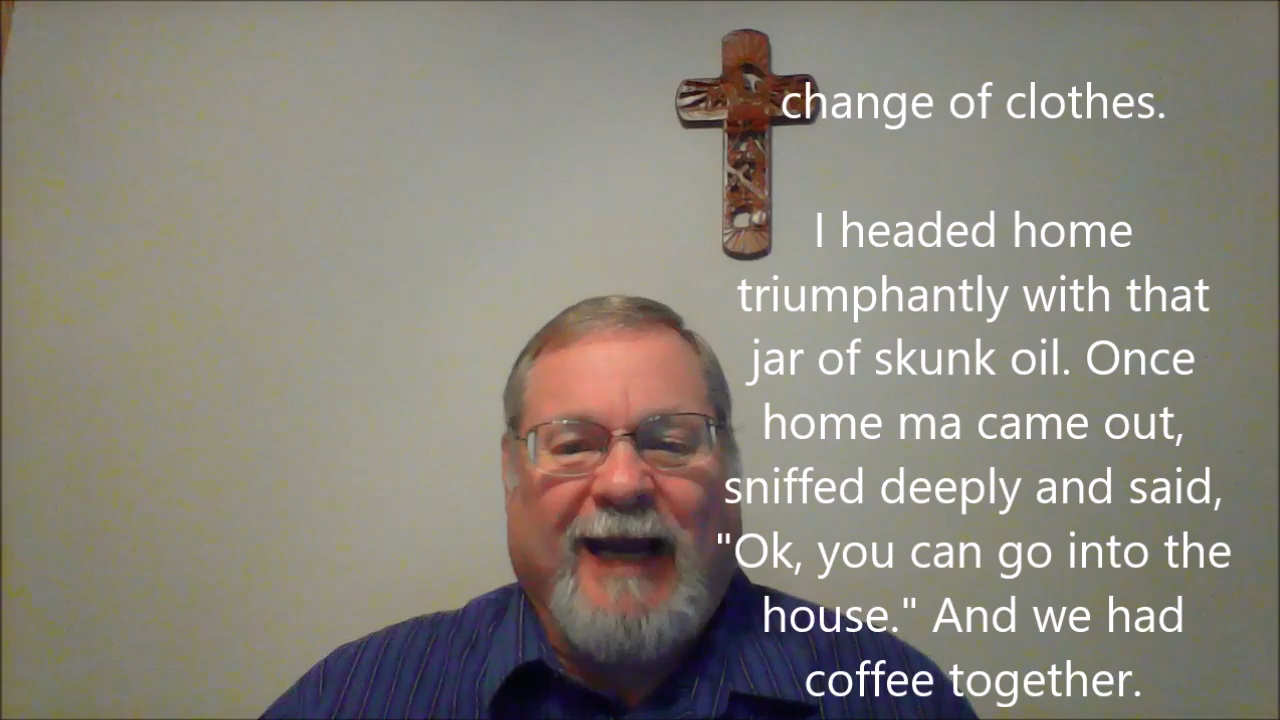 change of clothes.
I headed home
triumphantly with that
jar of skunk oil. Once
home ma came out,
sniffed deeply and said,
"Ok, you can go into the
house." And we had
coffee together.